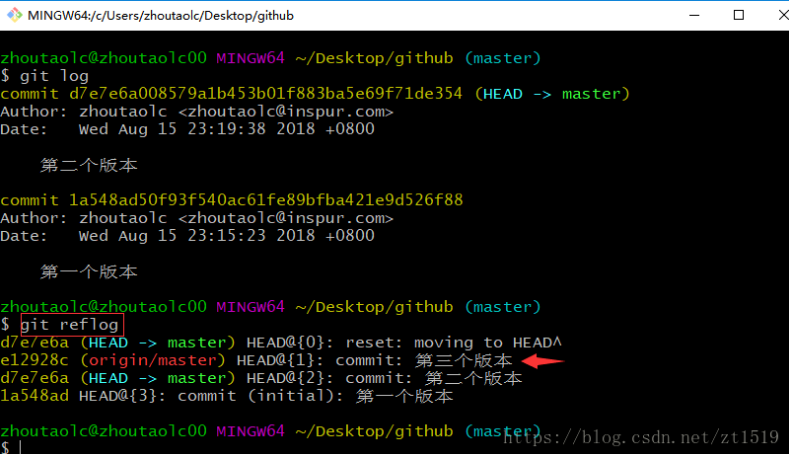 MINGW64:/c/Users/zhoutaolc/Desktop/github
zhoutaolc@zhoutaolc00 MINGW64 ~/Desktop/github (master)
$ git log
commit d7e7e6a008579a1b453b01f883ba5e69f71de354 (HEAD -> master)
Author: zhoutaolc <zhoutaolc@inspur.com>
Date:   Wed Aug 15 23:19:38 2018 +0800
第二个版本
commit 1a548ad50f93f540ac61fe89bfba421e9d526f88
Author: zhoutaolc <zhoutaolc@inspur.com>
Date:   Wed Aug 15 23:15:23 2018 +0800
第一个版本
zhoutaolc@zhoutaolc00 MINGW64 ~/Desktop/github (master)
$ git reflog
d7e7e6a (HEAD -> master) HEAD@{0}: reset: moving to HEAD^
e12928c (origin/master) HEAD@{1}: commit: 第三个版本
d7e7e6a (HEAD -> master) HEAD@{2}: commit: 第二个版本
1a548ad HEAD@{3}: commit (initial): 第一个版本
zhoutaolc@zhoutaolc00 MINGW64 ~/Desktop/github (master)
https://blog.csdn.net/zt1519
$